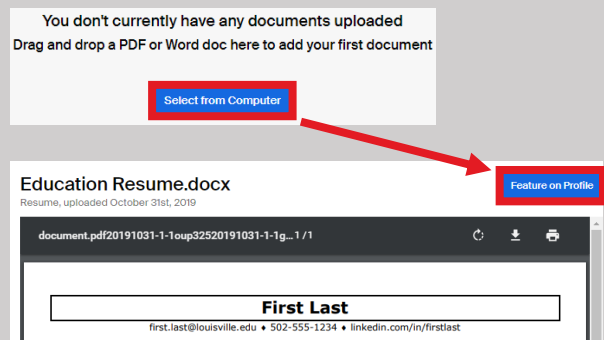 You don't currently have any documents uploaded
Drag and drop a PDF or Word doc here to add your first document
Select from Computer
Education Resume.docx
Feature on Profile
Resume, uploaded October 31st, 2019
document.pdf20191031-1-1oup32520191031-1-1g... 1 / 1
First Last
first.last@louisville.edu ♦ 502-555-1234 ♦ linkedin.com/in/firstlast